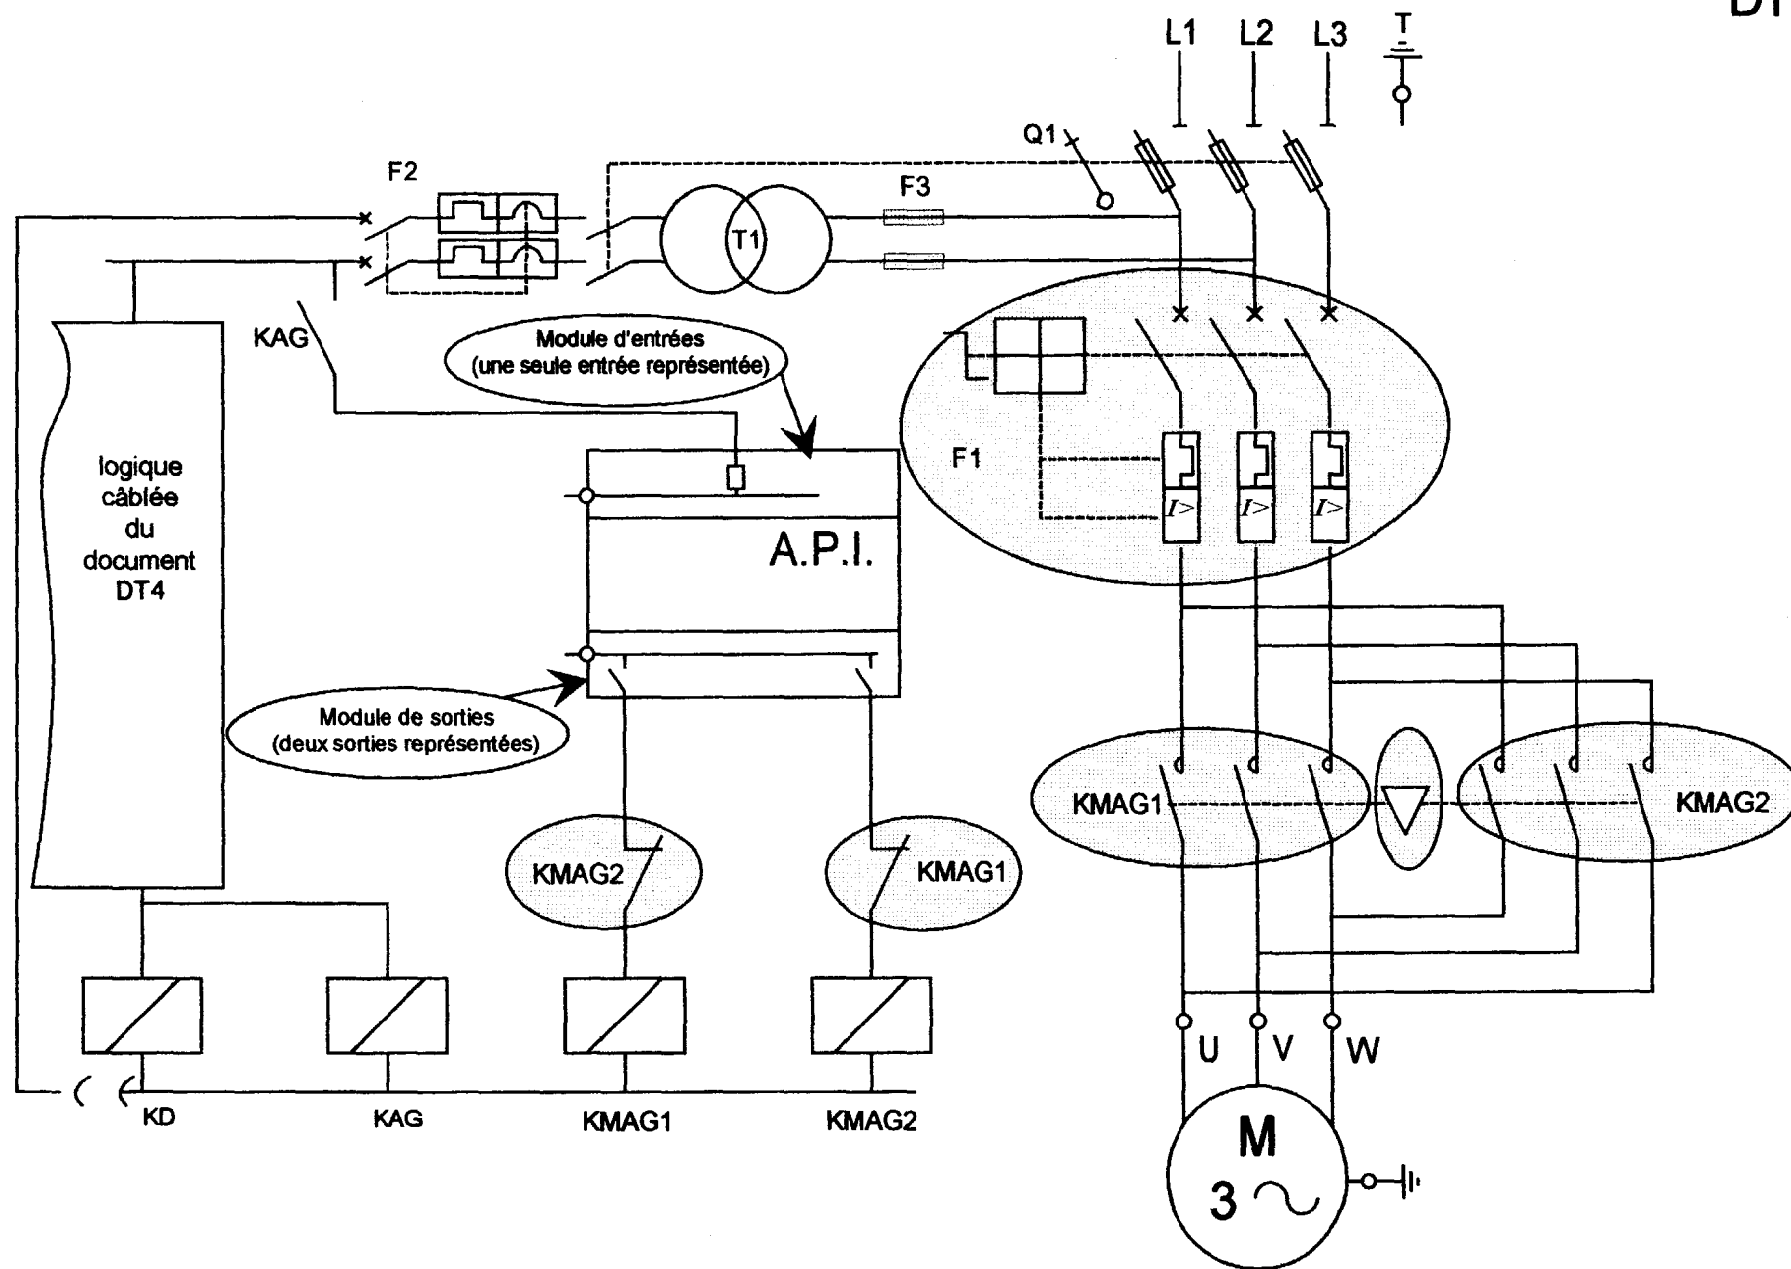 DT
L1 L2 L3 T
Q1
F2
F3
T1
KAG
Module d'entrées
(une seule entrée représentée)
F1
I> I> I>
logique
câblée
du
document
DT4
A.P.I.
Module de sorties
(deux sorties représentées)
KMAG1
KMAG2
KMAG2
KMAG1
U V W
KD
KAG
KMAG1
KMAG2
M
3